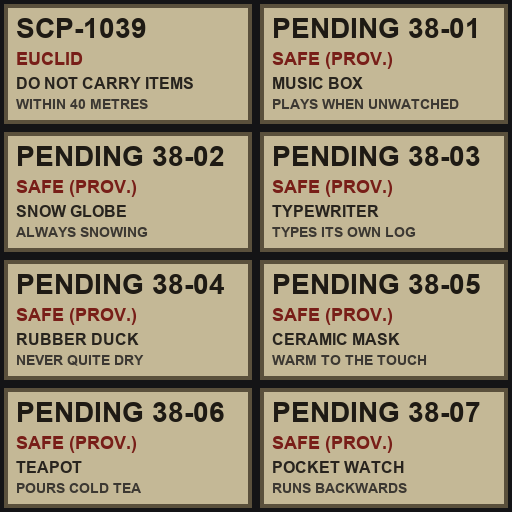 SCP-1039
EUCLID
DO NOT CARRY ITEMS
WITHIN 40 METRES
PENDING 38-01
SAFE (PROV.)
MUSIC BOX
PLAYS WHEN UNWATCHED
PENDING 38-02
SAFE (PROV.)
SNOW GLOBE
ALWAYS SNOWING
PENDING 38-03
SAFE (PROV.)
TYPEWRITER
TYPES ITS OWN LOG
PENDING 38-04
SAFE (PROV.)
RUBBER DUCK
NEVER QUITE DRY
PENDING 38-05
SAFE (PROV.)
CERAMIC MASK
WARM TO THE TOUCH
PENDING 38-06
SAFE (PROV.)
TEAPOT
POURS COLD TEA
PENDING 38-07
SAFE (PROV.)
POCKET WATCH
RUNS BACKWARDS